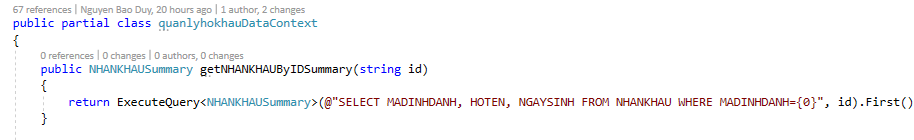 67 references | Nguyen Bao Duy, 20 hours ago | 1 author, 2 changes
public partial class quanlyhokhauDataContext
{
0 references | 0 changes | 0 authors, 0 changes
public NHANKHAUSummary getNHANKHAUByIDSummary(string id)
{
return ExecuteQuery<NHANKHAUSummary>(@"SELECT MADINHDANH, HOTEN, NGAYSINH FROM NHANKHAU WHERE MADINHDANH={0}", id).First()
}